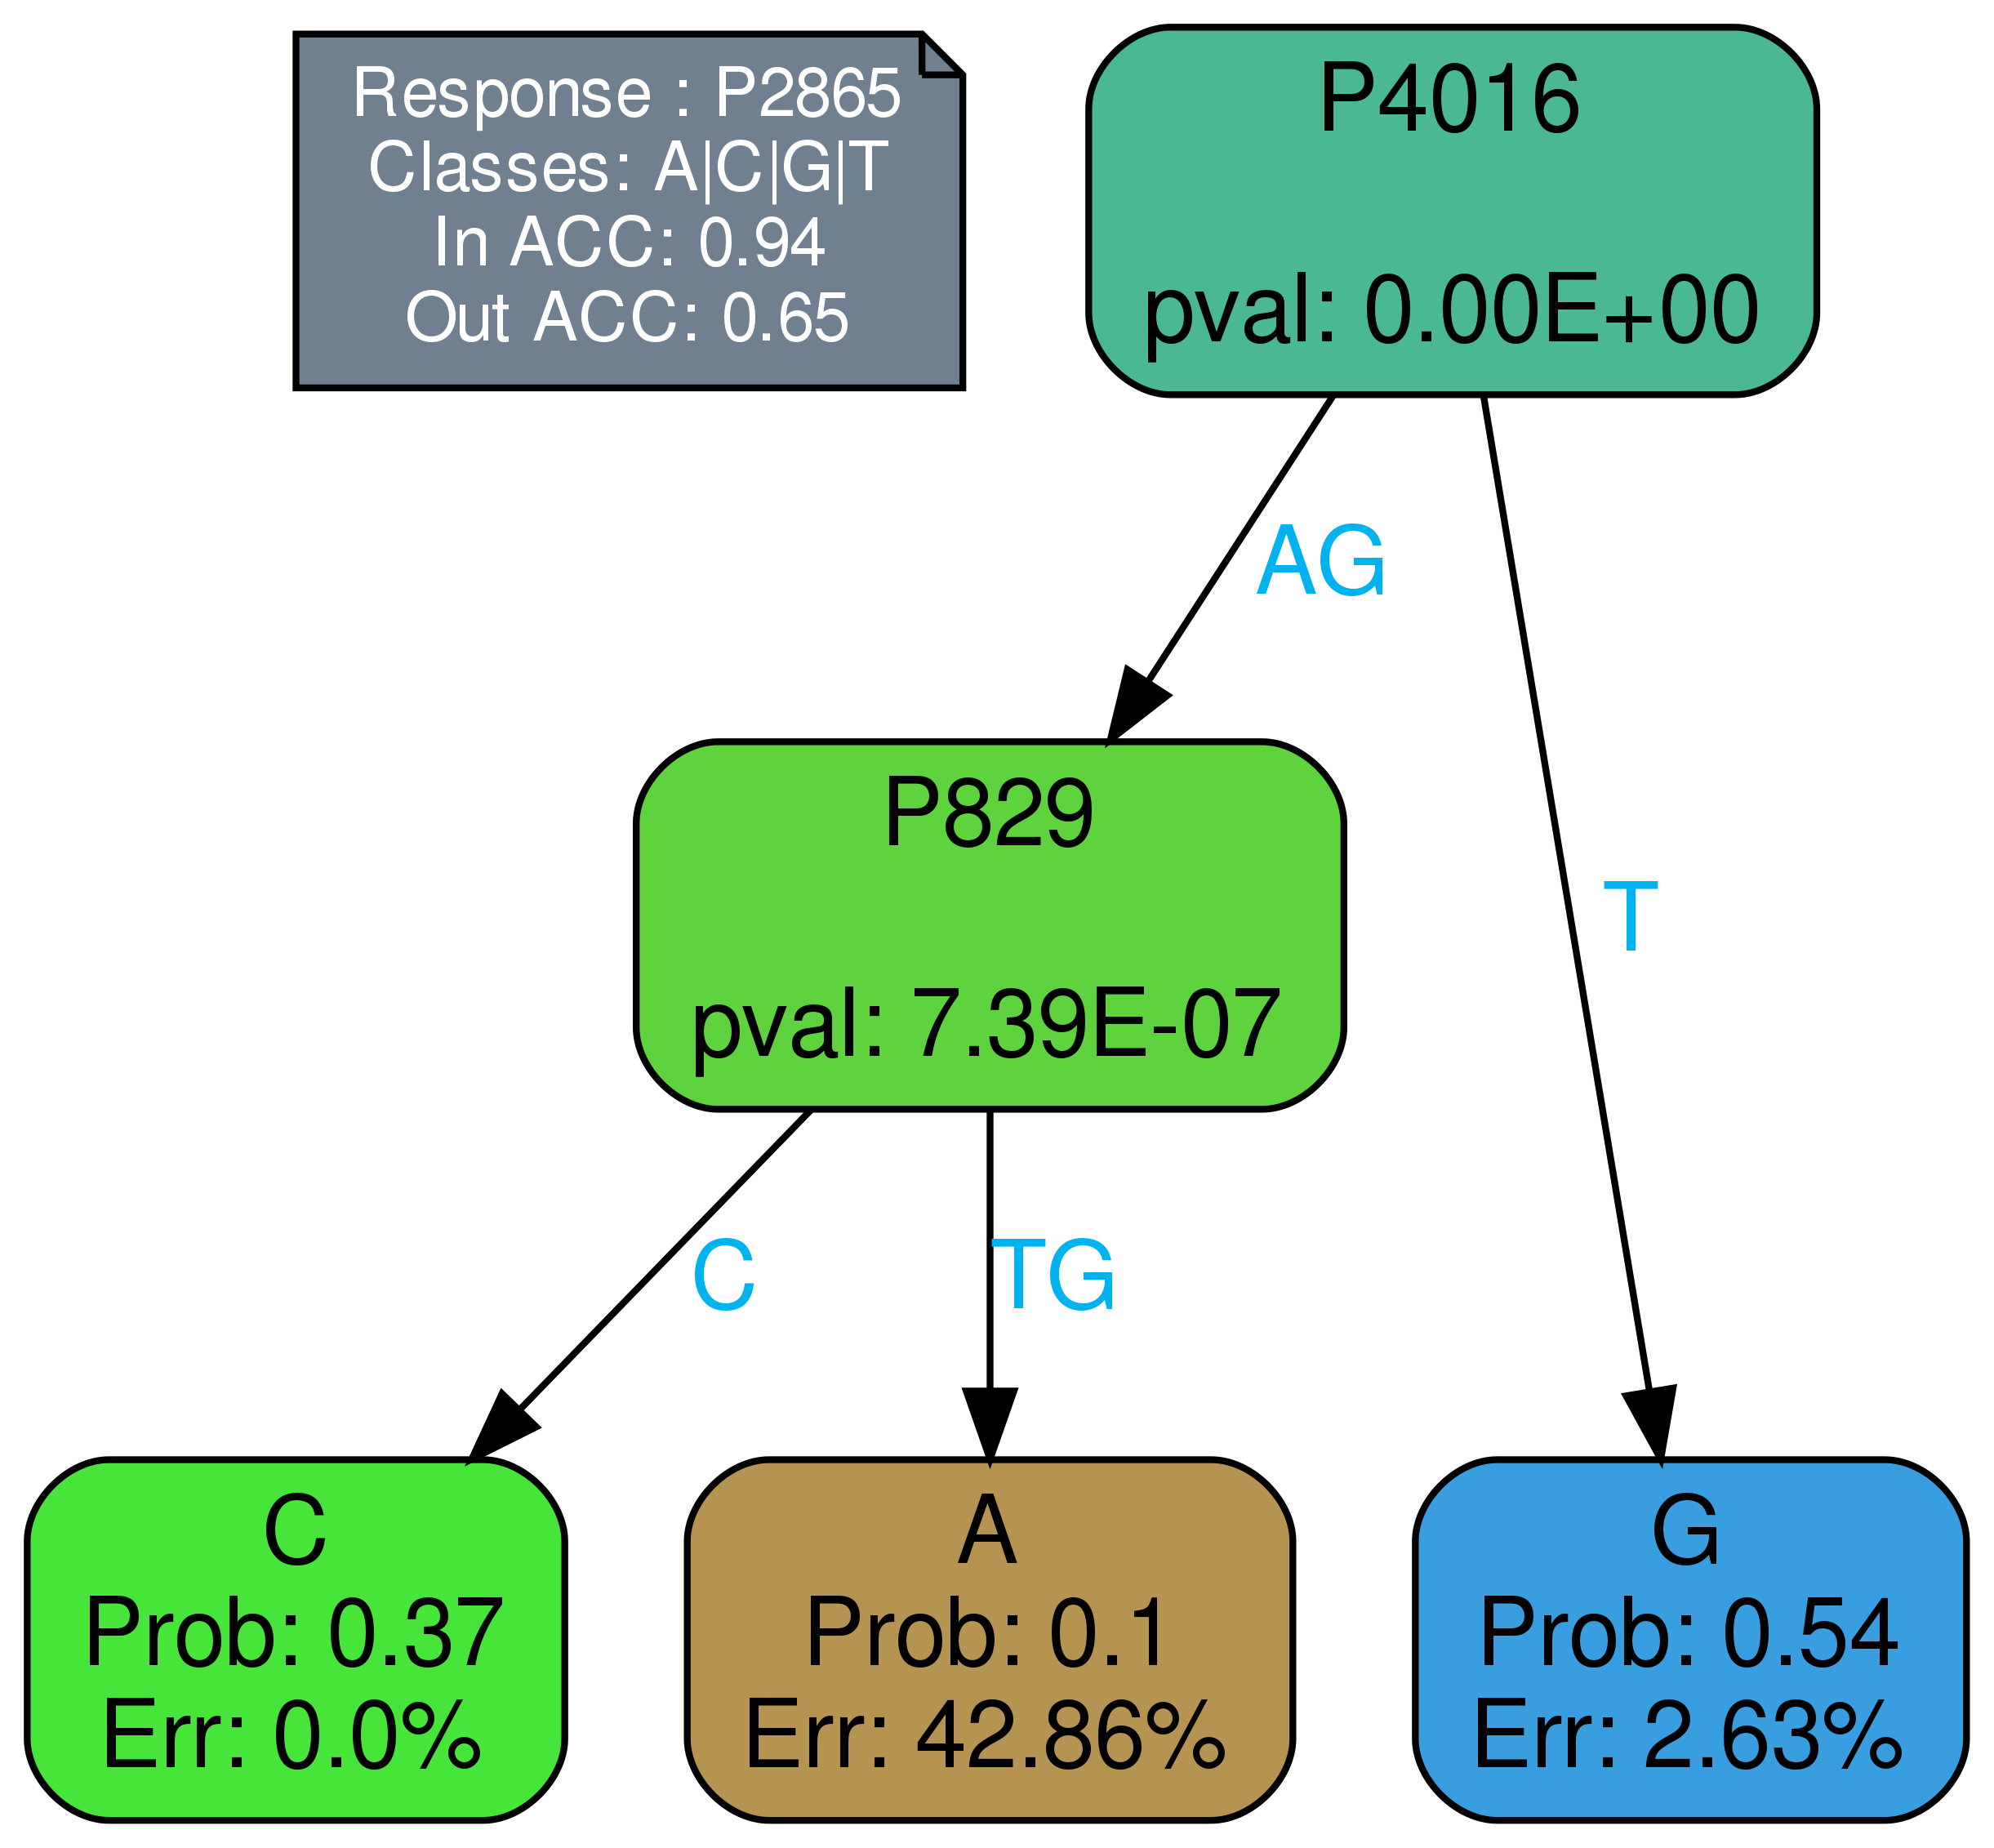 Response : P2865
Classes: A|C|G|T
In ACC: 0.94
Out ACC: 0.65
P4016
pval: 0.00E+00
AG
T
P829
pval: 7.39E-07
C
TG
C
Prob: 0.37
Err: 0.0%
A
Prob: 0.1
Err: 42.86%
G
Prob: 0.54
Err: 2.63%